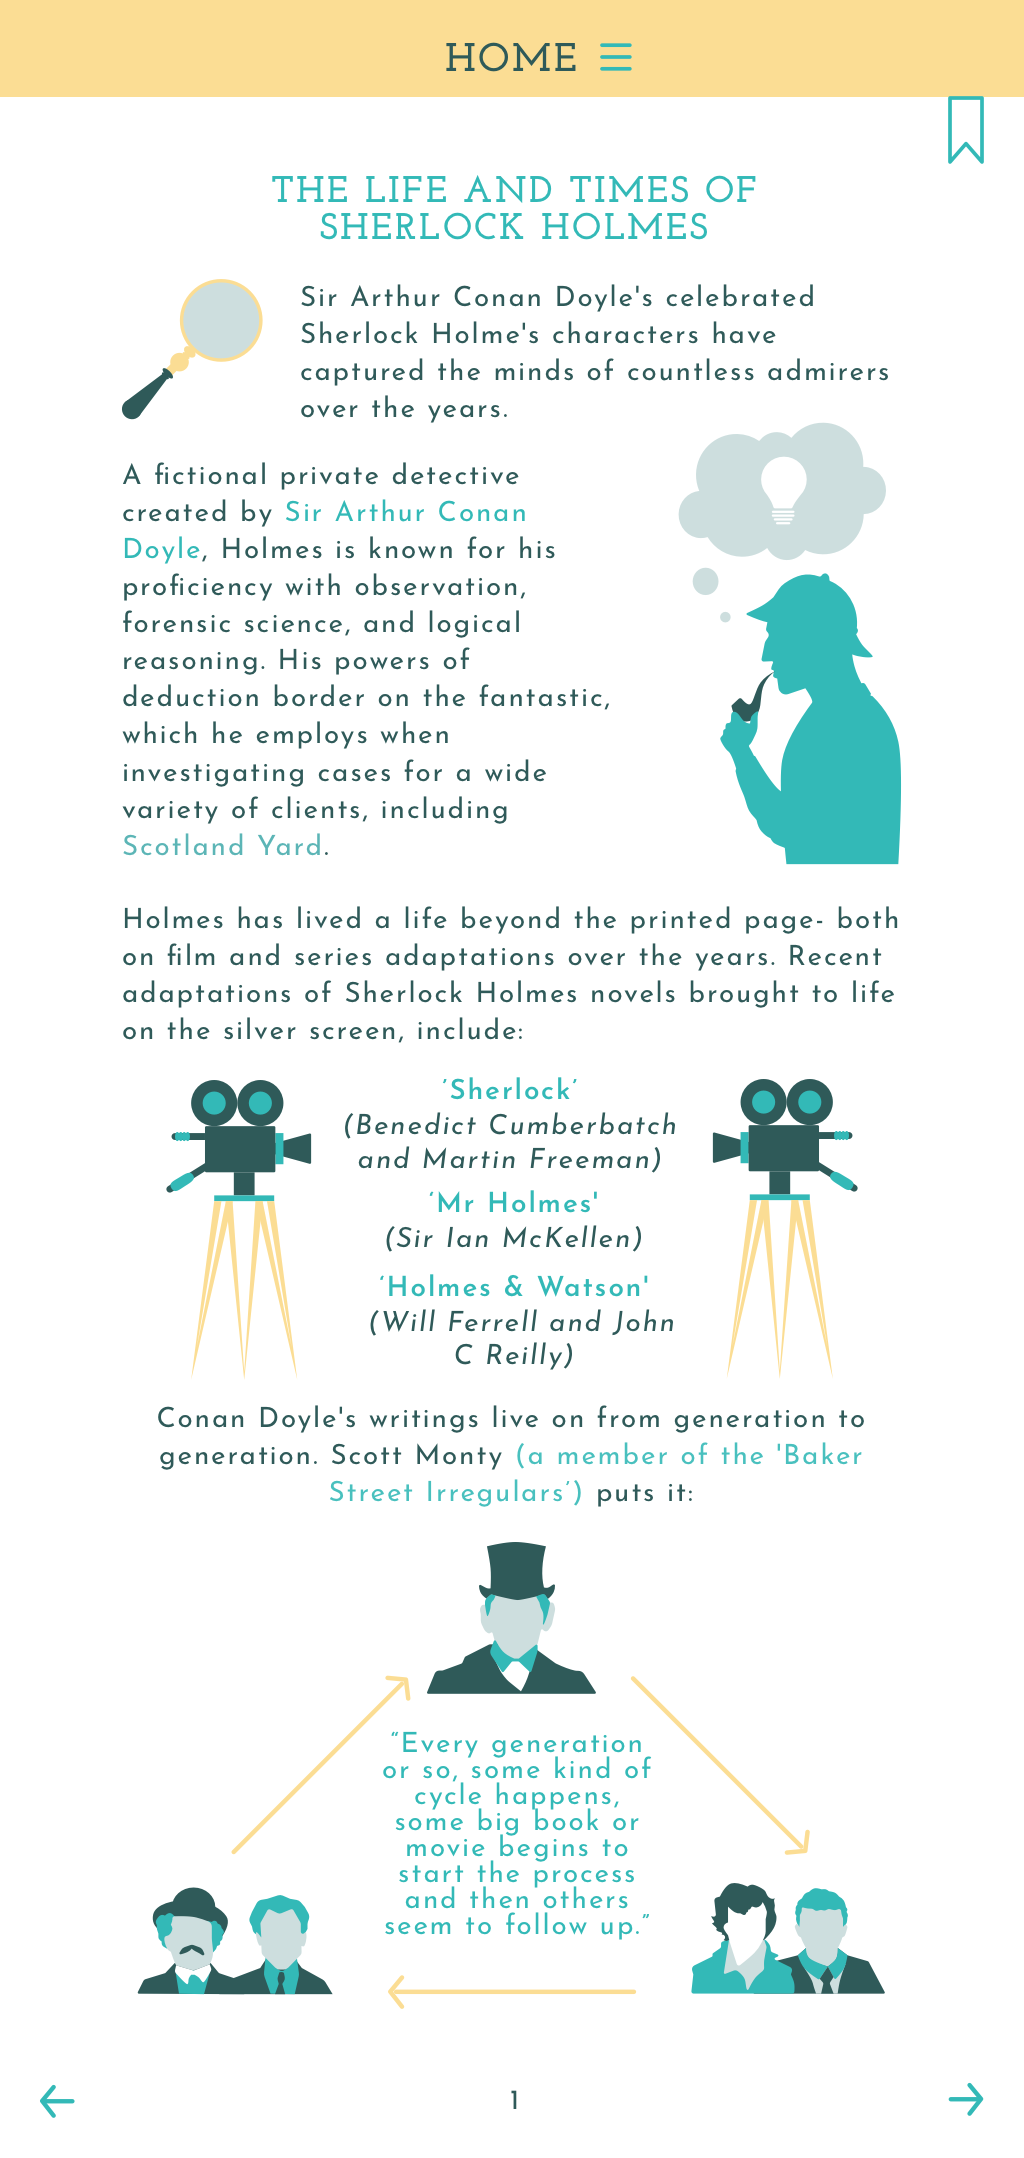 HOME
THE LIFE AND TIMES OF
SHERLOCK HOLMES
Sir Arthur Conan Doyle's celebrated
Sherlock Holme's characters have
captured the minds of countless admirers
over the years.
A fictional private detective
created by Sir Arthur Conan
Doyle, Holmes is known for his
proficiency with observation,
forensic science, and logical
reasoning. His powers of
deduction border on the fantastic,
which he employs when
investigating cases for a wide
variety of clients, including
Scotland Yard.
Holmes has lived a life beyond the printed page- both
on film and series adaptations over the years. Recent
adaptations of Sherlock Holmes novels brought to life
on the silver screen, include:
'Sherlock'
(Benedict Cumberbatch
and Martin Freeman)
‘Mr Holmes'
(Sir Ian McKellen)
‘Holmes & Watson'
(Will Ferrell and John
C Reilly)
Conan Doyle's writings live on from generation to
generation. Scott Monty (a member of the 'Baker
Street Irregulars’) puts it:
“Every generation
or so, some kind of
cycle happens,
some big book or
movie begins to
start the process
and then others
seem to follow up.”
1